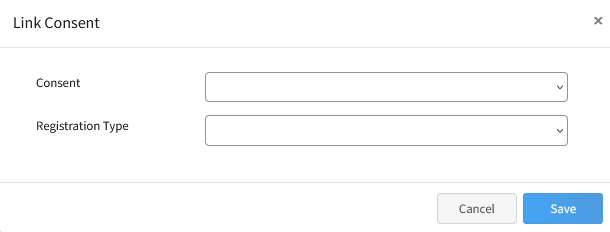 Link Consent ×
Consent
Registration Type
Cancel Save